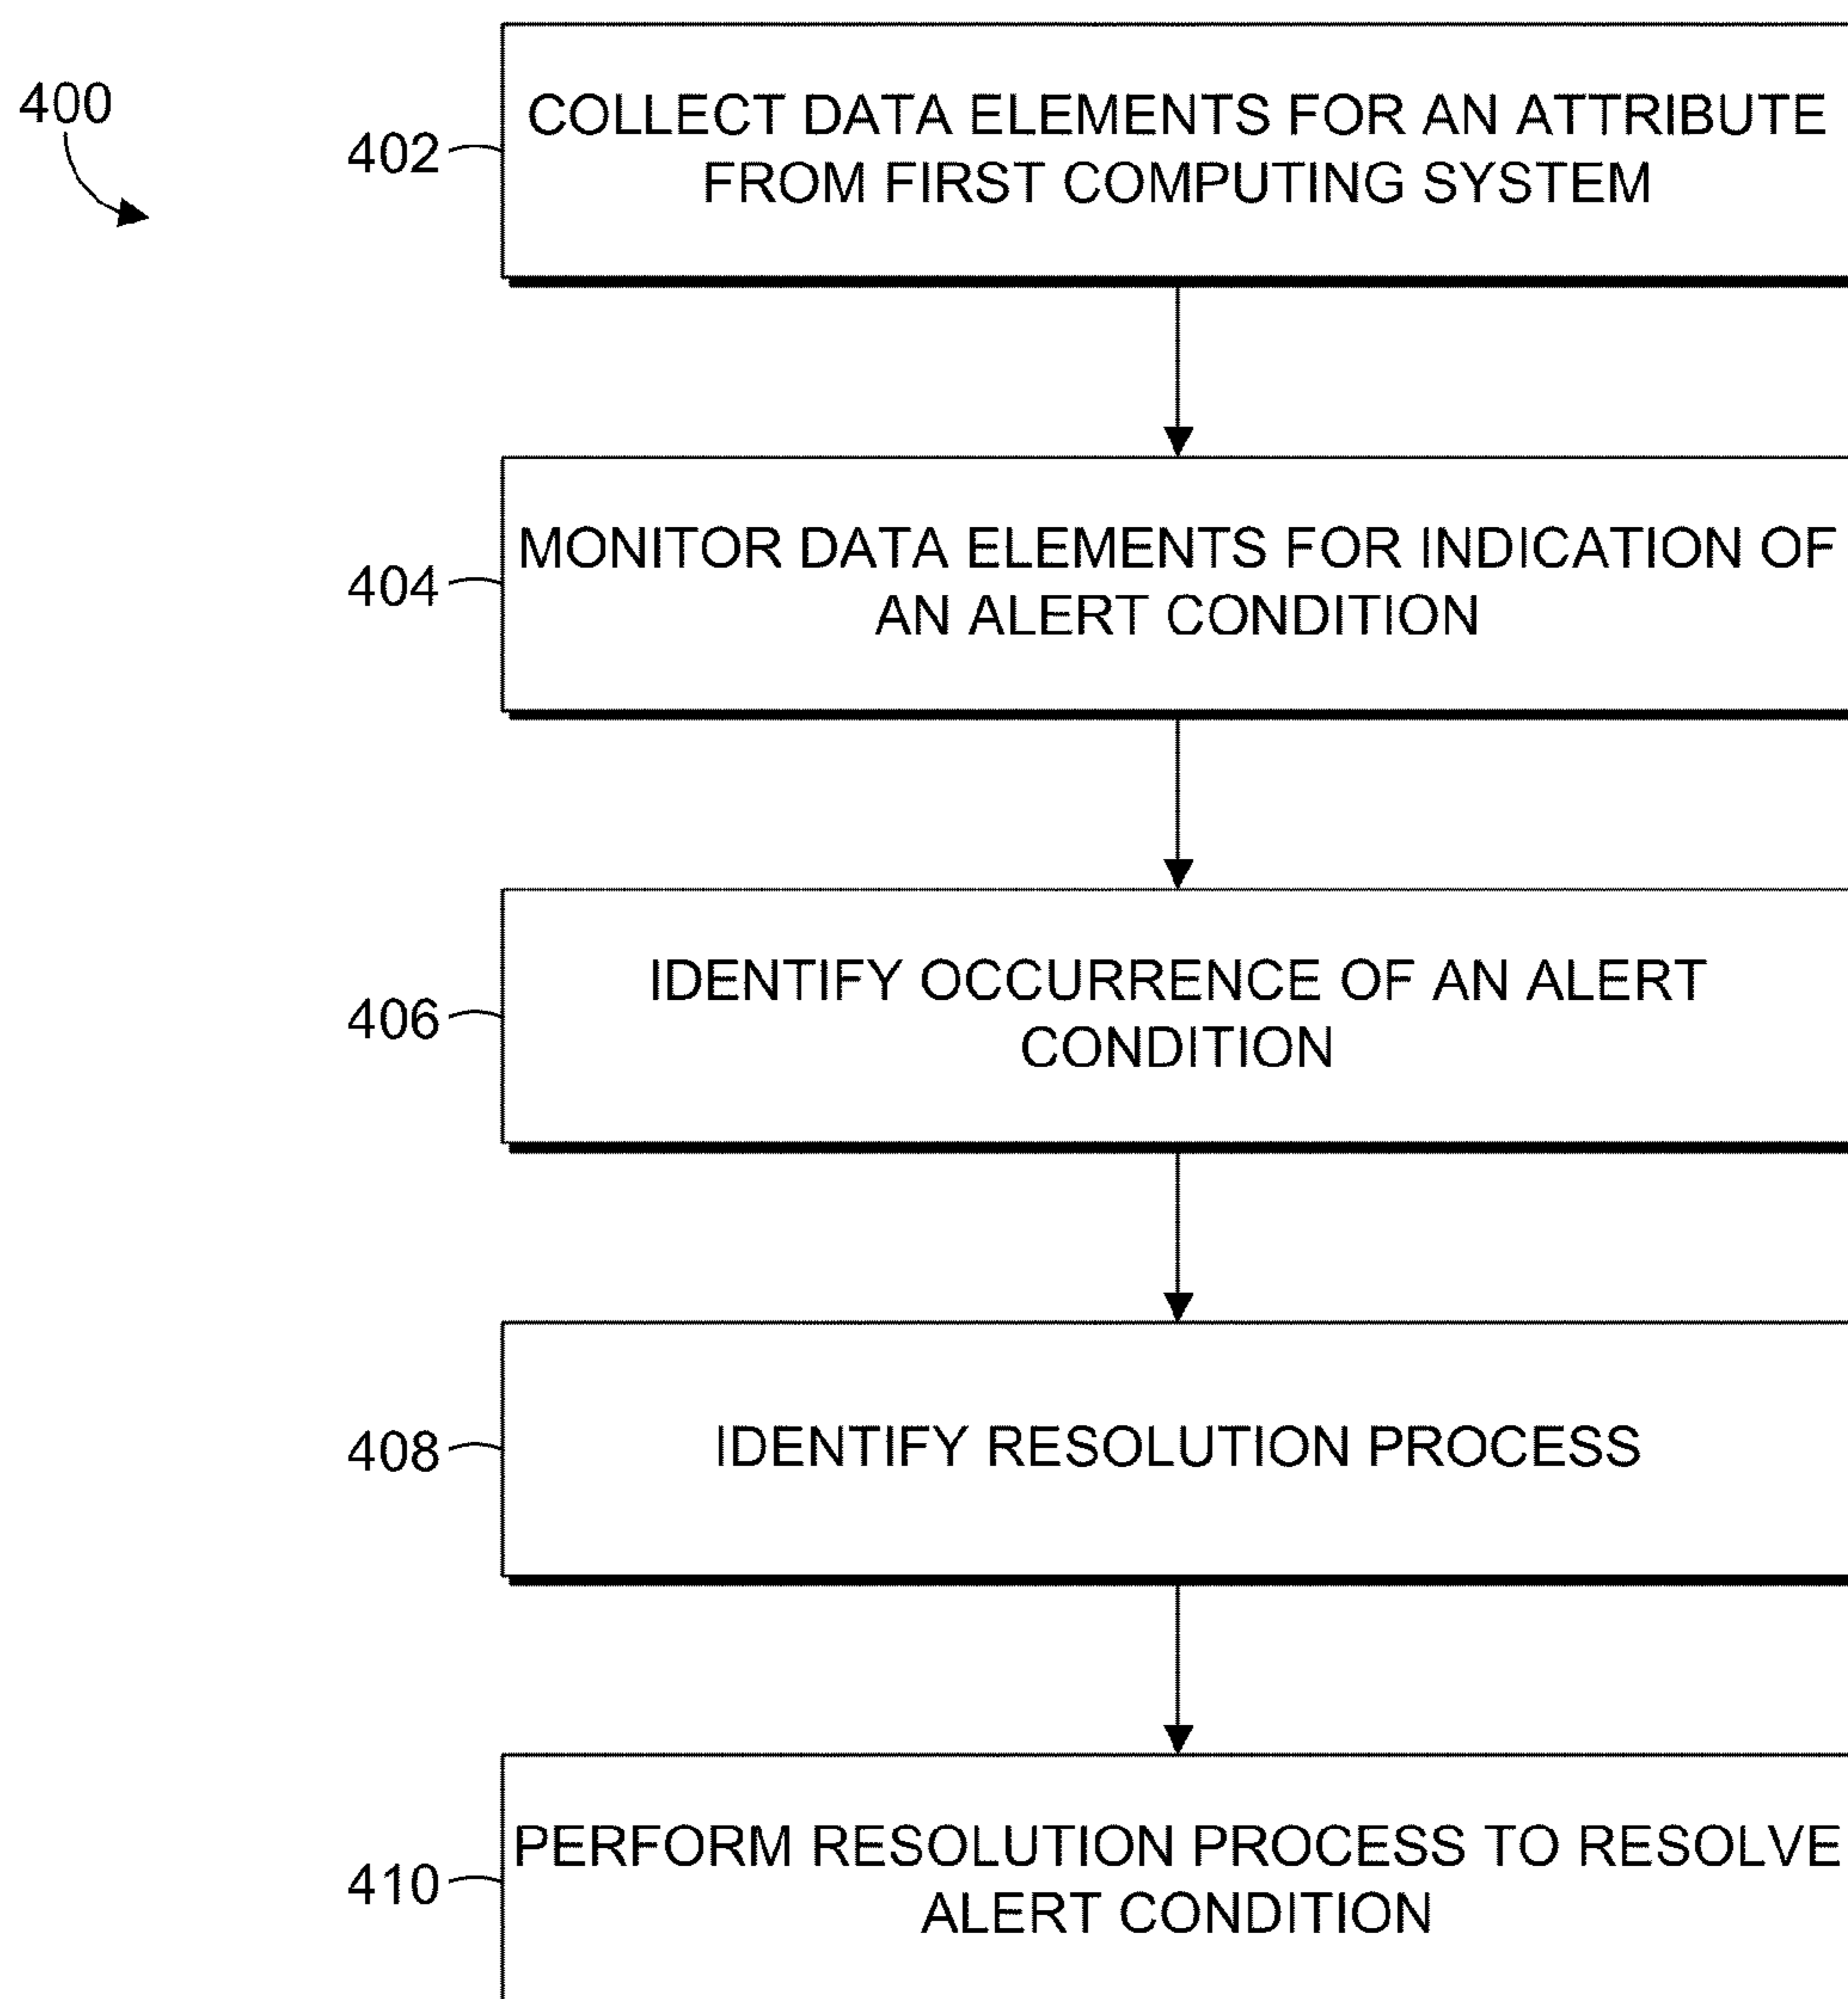 400
402
COLLECT DATA ELEMENTS FOR AN ATTRIBUTE
FROM FIRST COMPUTING SYSTEM
404
MONITOR DATA ELEMENTS FOR INDICATION OF
AN ALERT CONDITION
406
IDENTIFY OCCURRENCE OF AN ALERT
CONDITION
408
IDENTIFY RESOLUTION PROCESS
410
PERFORM RESOLUTION PROCESS TO RESOLVE
ALERT CONDITION